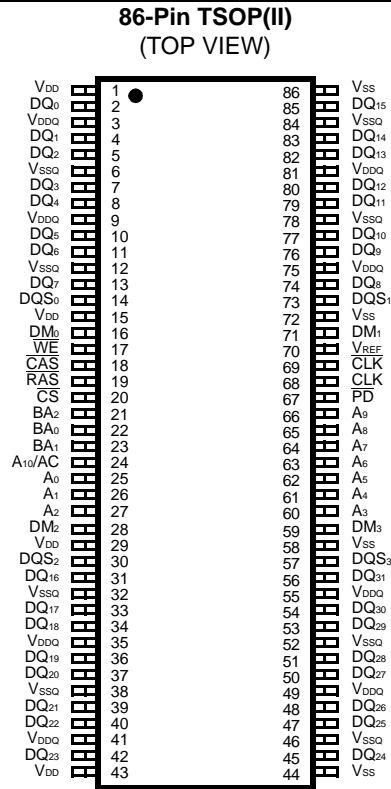 86-Pin TSOP(II)
(TOP VIEW)
VDD 1 86 VSS
DQ0 2 85 DQ15
VDDQ 3 84 VSSQ
DQ1 4 83 DQ14
DQ2 5 82 DQ13
VSSQ 6 81 VDDQ
DQ3 7 80 DQ12
DQ4 8 79 DQ11
VDDQ 9 78 VSSQ
DQ5 10 77 DQ10
DQ6 11 76 DQ9
VSSQ 12 75 VDDQ
DQ7 13 74 DQ8
DQS0 14 73 DQS1
VDD 15 72 VSS
DM0 16 71 DM1
W̅E̅ 17 70 VREF
C̅A̅S̅ 18 69 C̅L̅K̅
R̅A̅S̅ 19 68 CLK
C̅S̅ 20 67 P̅D̅
BA2 21 66 A9
BA0 22 65 A8
BA1 23 64 A7
A10/AC 24 63 A6
A0 25 62 A5
A1 26 61 A4
A2 27 60 A3
DM2 28 59 DM3
VDD 29 58 VSS
DQS2 30 57 DQS3
DQ16 31 56 DQ31
VSSQ 32 55 VDDQ
DQ17 33 54 DQ30
DQ18 34 53 DQ29
VDDQ 35 52 VSSQ
DQ19 36 51 DQ28
DQ20 37 50 DQ27
VSSQ 38 49 VDDQ
DQ21 39 48 DQ26
DQ22 40 47 DQ25
VDDQ 41 46 VSSQ
DQ23 42 45 DQ24
VDD 43 44 VSS